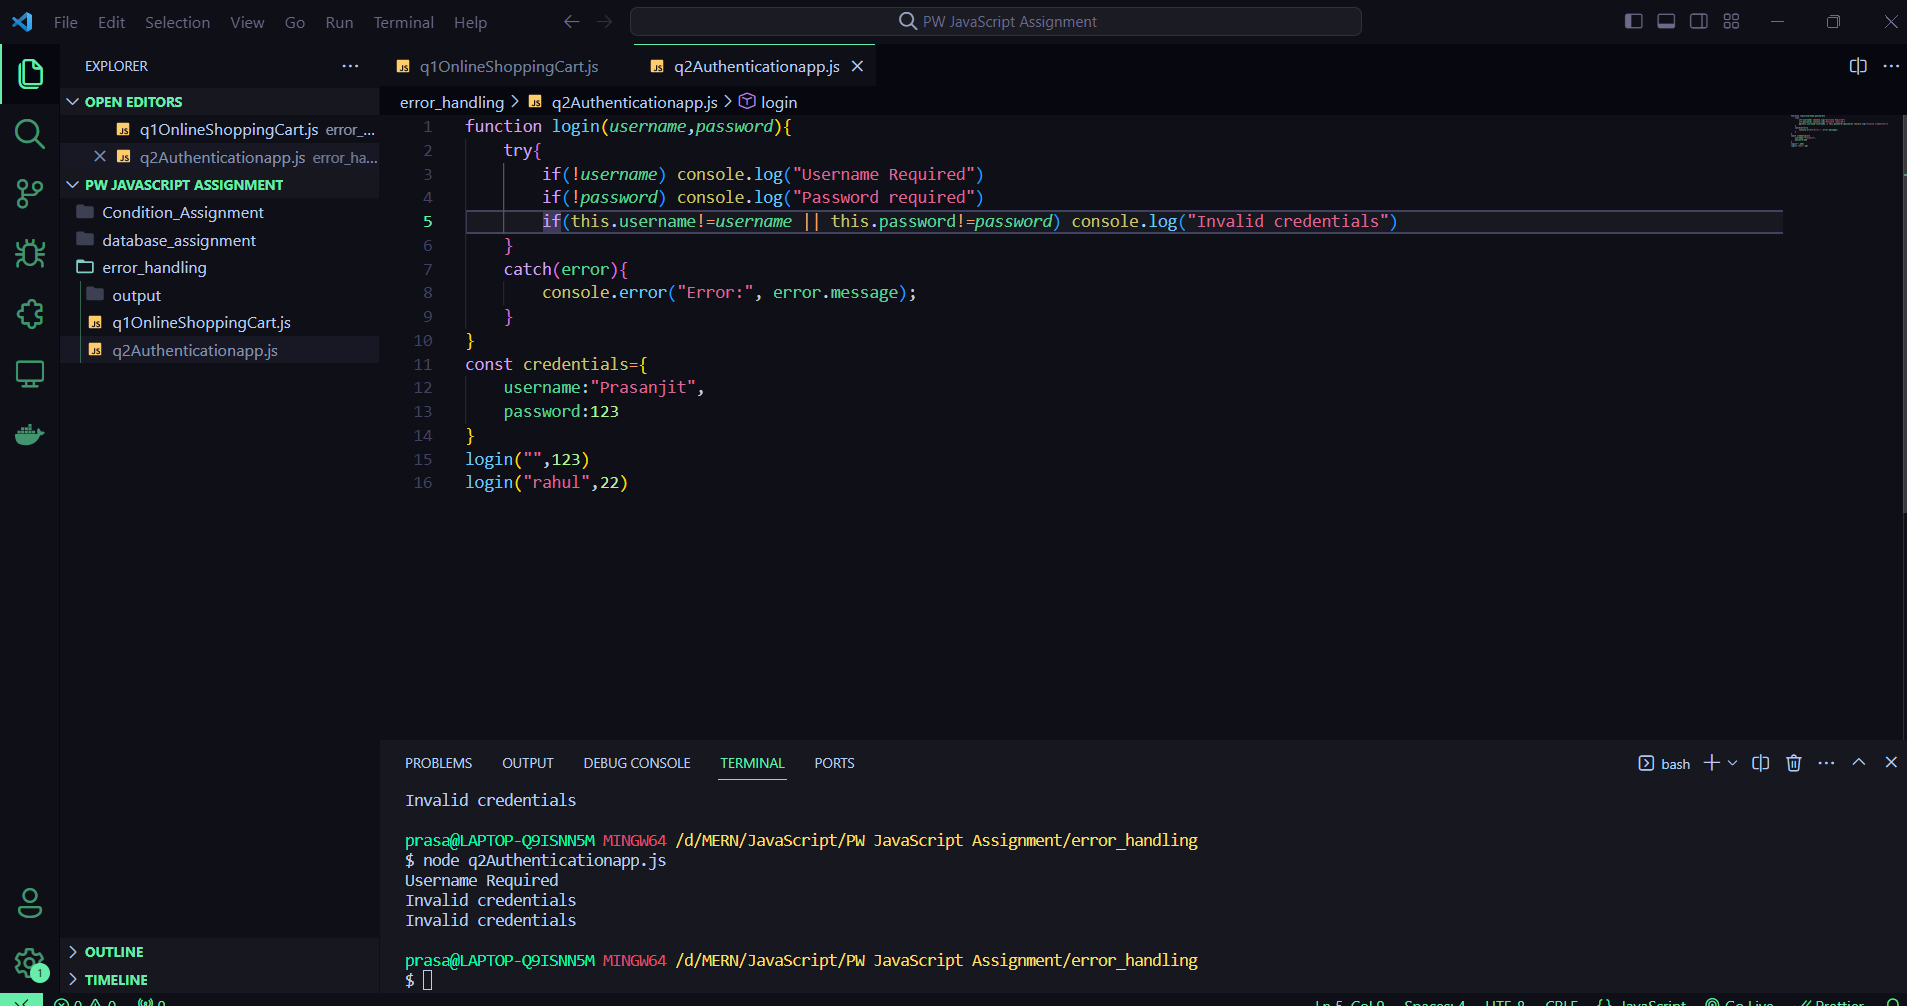 File Edit Selection View Go Run Terminal Help
PW JavaScript Assignment
EXPLORER
OPEN EDITORS
q1OnlineShoppingCart.js error_...
q2Authenticationapp.js error_ha...
PW JAVASCRIPT ASSIGNMENT
Condition_Assignment
database_assignment
error_handling
output
q1OnlineShoppingCart.js
q2Authenticationapp.js
OUTLINE
TIMELINE
1
JS q1OnlineShoppingCart.js JS q2Authenticationapp.js
error_handling > JS q2Authenticationapp.js > login
1 function login(username,password){
2 try{
3 if(!username) console.log("Username Required")
4 if(!password) console.log("Password required")
5 if(this.username!=username || this.password!=password) console.log("Invalid credentials")
6 }
7 catch(error){
8 console.error("Error:", error.message);
9 }
10 }
11 const credentials={
12 username:"Prasanjit",
13 password:123
14 }
15 login("",123)
16 login("rahul",22)
PROBLEMS OUTPUT DEBUG CONSOLE TERMINAL PORTS
bash
Invalid credentials
prasa@LAPTOP-Q9ISNN5M MINGW64 /d/MERN/JavaScript/PW JavaScript Assignment/error_handling
$ node q2Authenticationapp.js
Username Required
Invalid credentials
Invalid credentials
prasa@LAPTOP-Q9ISNN5M MINGW64 /d/MERN/JavaScript/PW JavaScript Assignment/error_handling
$
0 0 0 Ln 5, Col 9 Spaces: 4 UTF-8 CRLF {} JavaScript Go Live Prettier